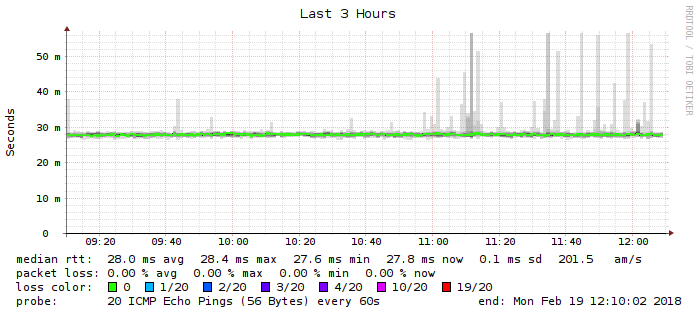 Last 3 Hours
RRDTOOL / TOBI OETIKER
Seconds
50 m
40 m
30 m
20 m
10 m
0
09:20 09:40 10:00 10:20 10:40 11:00 11:20 11:40 12:00
median rtt: 28.0 ms avg 28.4 ms max 27.6 ms min 27.8 ms now 0.1 ms sd 201.5 am/s
packet loss: 0.00 % avg 0.00 % max 0.00 % min 0.00 % now
loss color: 0 1/20 2/20 3/20 4/20 10/20 19/20
probe: 20 ICMP Echo Pings (56 Bytes) every 60s end: Mon Feb 19 12:10:02 2018